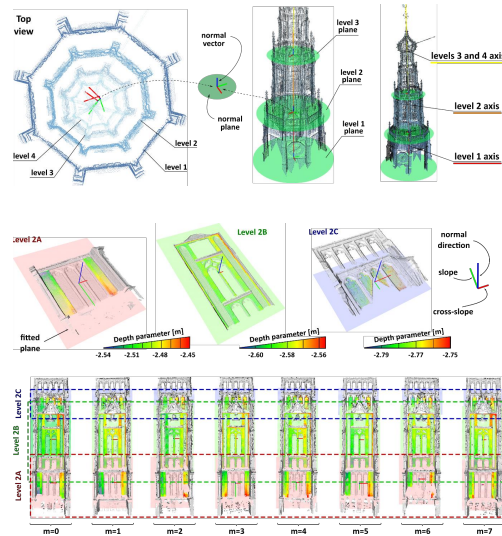 Top
view
normal
vector
normal
plane
level 4
level 3
level 2
level 1
level 3
plane
level 2
plane
level 1
plane
levels 3 and 4 axis
level 2 axis
level 1 axis
Level 2A
Level 2B
Level 2C
normal
direction
slope
cross-slope
fitted
plane
Depth parameter [m]
-2.54 -2.51 -2.48 -2.45
Depth parameter [m]
-2.60 -2.58 -2.56
Depth parameter [m]
-2.79 -2.77 -2.75
Level 2C
Level 2B
Level 2A
m=0 m=1 m=2 m=3 m=4 m=5 m=6 m=7